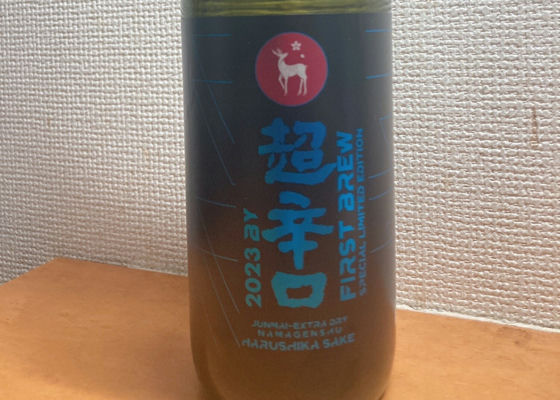 超辛口
FIRST BREW
SPECIAL LIMITED EDITION
2023 BY
JUNMAI-EXTRA DRY
NAMAGENSHU
HARUSHIKA SAKE